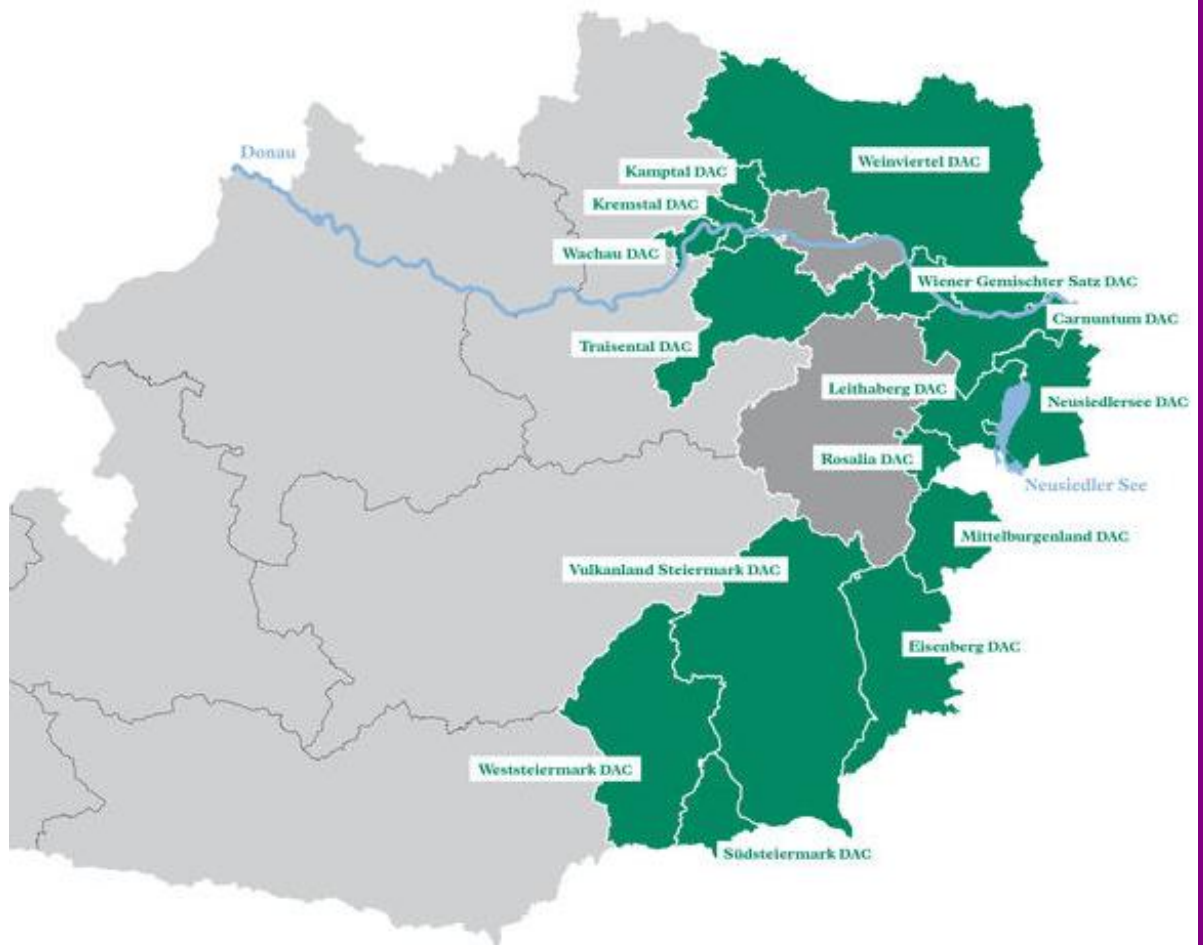 Donau
Weinviertel DAC
Kamptal DAC
Kremstal DAC
Wachau DAC
Wiener Gemischter Satz DAC
Carnuntum DAC
Traisental DAC
Leithaberg DAC
Neusiedlersee DAC
Rosalia DAC
Neusiedler See
Mittelburgenland DAC
Vulkanland Steiermark DAC
Eisenberg DAC
Weststeiermark DAC
Südsteiermark DAC